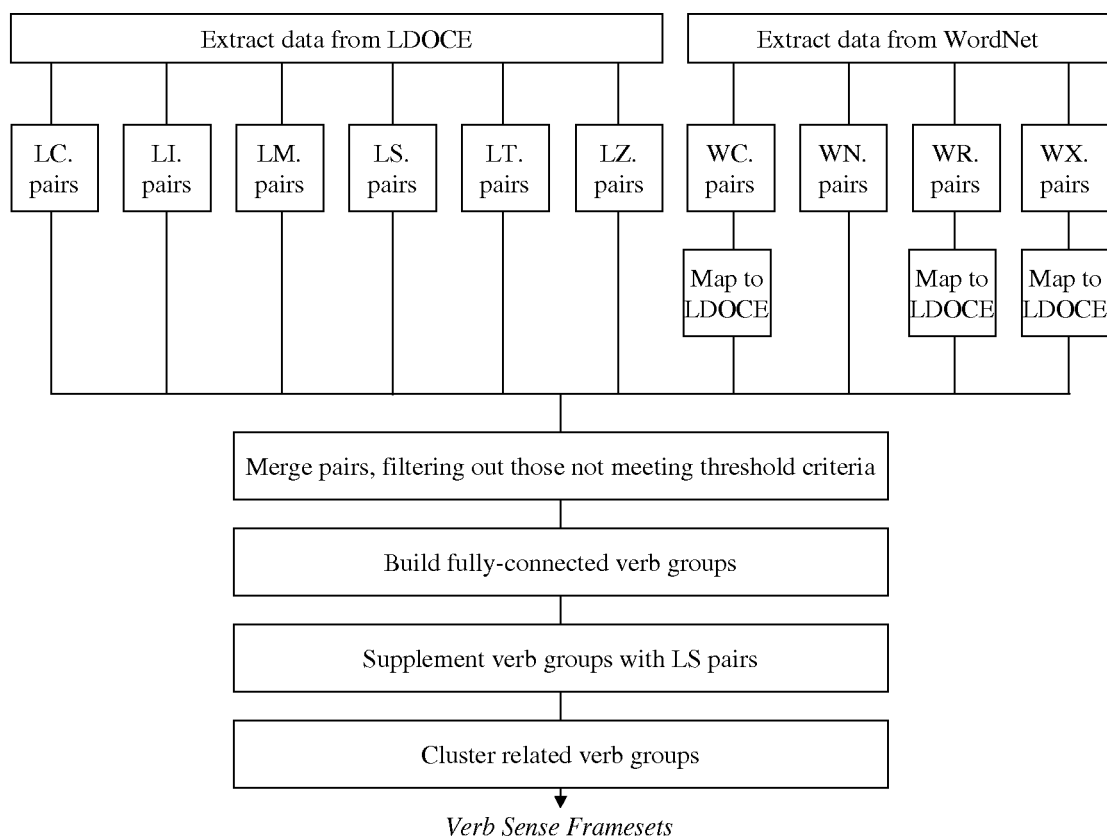 Extract data from LDOCE
Extract data from WordNet
LC.
pairs
LI.
pairs
LM.
pairs
LS.
pairs
LT.
pairs
LZ.
pairs
WC.
pairs
WN.
pairs
WR.
pairs
WX.
pairs
Map to
LDOCE
Map to
LDOCE
Map to
LDOCE
Merge pairs, filtering out those not meeting threshold criteria
Build fully-connected verb groups
Supplement verb groups with LS pairs
Cluster related verb groups
Verb Sense Framesets